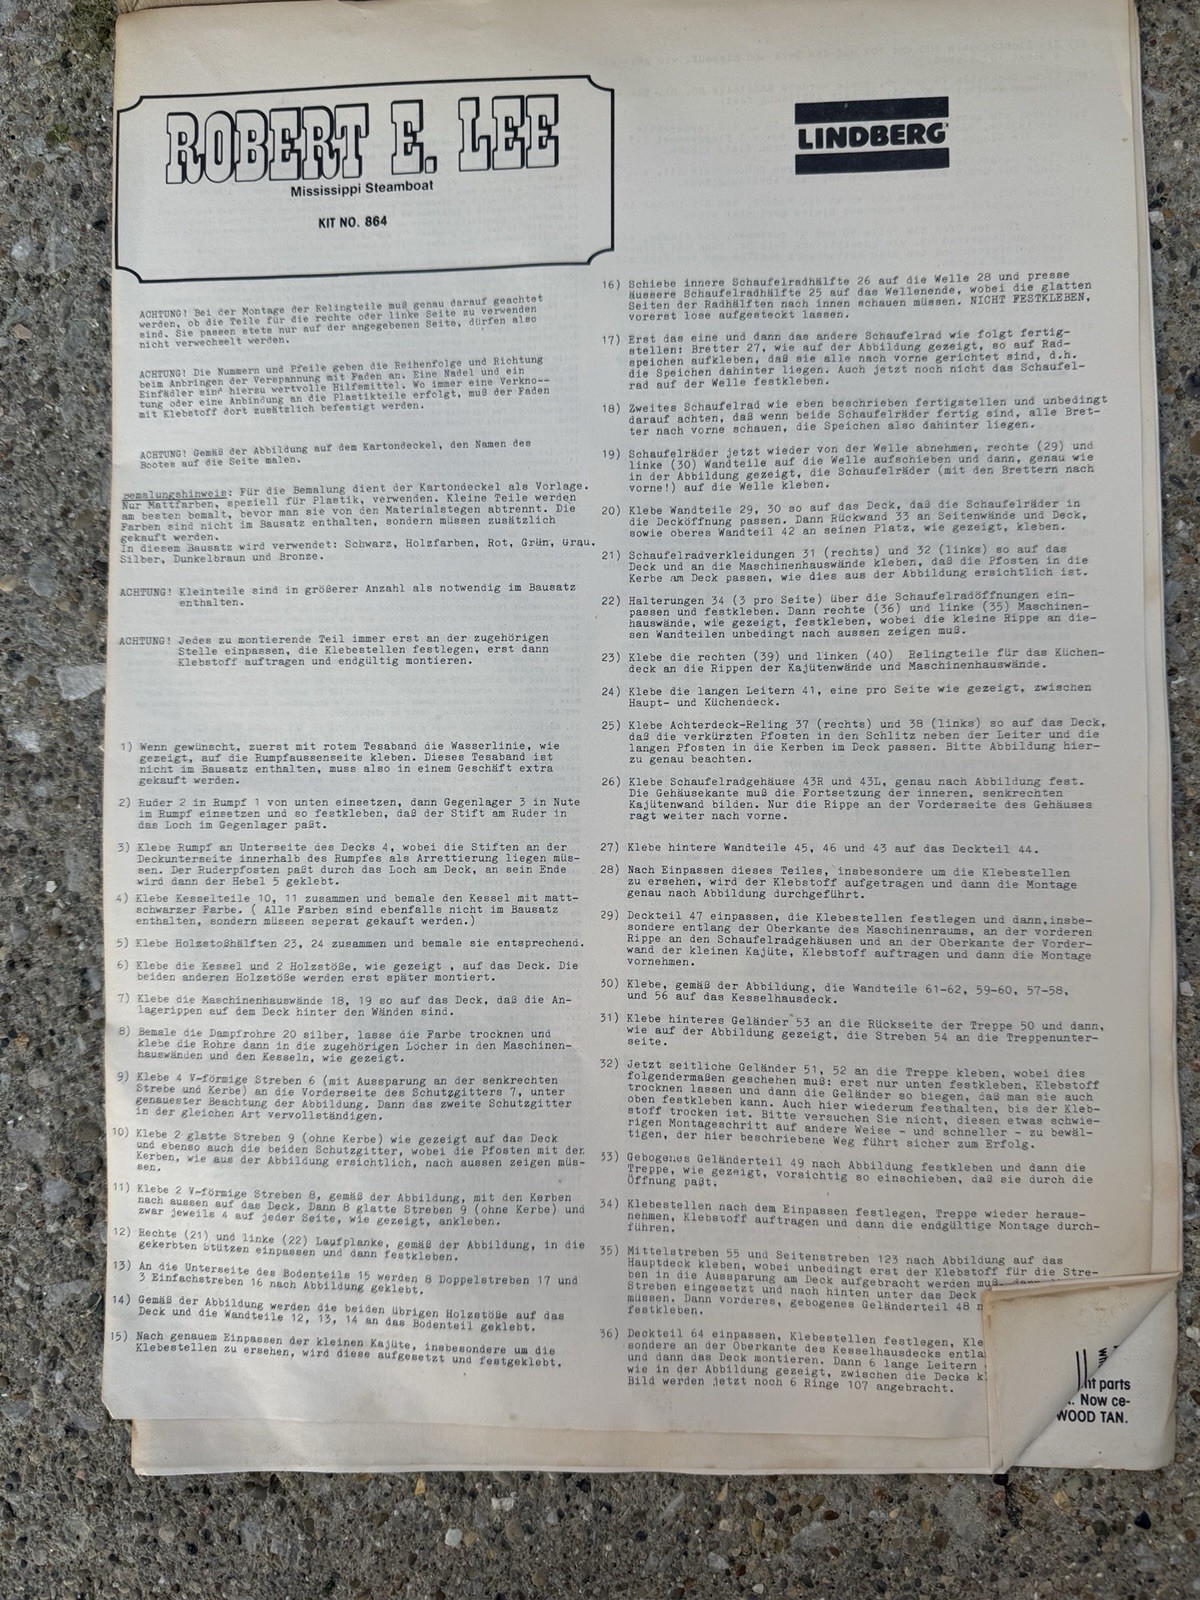 ROBERT E. LEE
Mississippi Steamboat
KIT NO. 864
LINDBERG
ACHTUNG! Bei der Montage der Relingteile muß genau darauf geachtet
werden, ob die Teile für die rechte oder linke Seite zu verwenden
sind. Sie passen stets nur auf der angegebenen Seite, dürfen also
nicht verwechselt werden.
ACHTUNG! Die Nummern und Pfeile geben die Reihenfolge und Richtung
beim Anbringen der Verspannung mit Faden an. Eine Nadel und ein
Einfädler sind hierzu wertvolle Hilfsmittel. Wo immer eine Verkno--
tung oder eine Anbindung an die Plastikteile erfolgt, muß der Faden
mit Klebstoff dort zusätzlich befestigt werden.
ACHTUNG! Gemäß der Abbildung auf dem Kartondeckel, den Namen des
Bootes auf die Seite malen.
Bemalungshinweis: Für die Bemalung dient der Kartondeckel als Vorlage.
Nur Mattfarben, speziell für Plastik, verwenden. Kleine Teile werden
am besten bemalt, bevor man sie von den Materialstegen abtrennt. Die
Farben sind nicht im Bausatz enthalten, sondern müssen zusätzlich
gekauft werden.
In diesem Bausatz wird verwendet: Schwarz, Holzfarben, Rot, Grün, Grau,
Silber, Dunkelbraun und Bronze.
ACHTUNG! Kleinteile sind in größerer Anzahl als notwendig im Bausatz
enthalten.
ACHTUNG! Jedes zu montierende Teil immer erst an der zugehörigen
Stelle einpassen, die Klebestellen festlegen, erst dann
Klebstoff auftragen und endgültig montieren.
1) Wenn gewünscht, zuerst mit rotem Tesaband die Wasserlinie, wie
gezeigt, auf die Rumpfaussenseite kleben. Dieses Tesaband ist
nicht im Bausatz enthalten, muss also in einem Geschäft extra
gekauft werden.
2) Ruder 2 in Rumpf 1 von unten einsetzen, dann Gegenlager 3 in Nute
im Rumpf einsetzen und so festkleben, daß der Stift am Ruder in
das Loch im Gegenlager paßt.
3) Klebe Rumpf an Unterseite des Decks 4, wobei die Stiften an der
Deckunterseite innerhalb des Rumpfes als Arrettierung liegen müs-
sen. Der Ruderpfosten paßt durch das Loch am Deck, an sein Ende
wird dann der Hebel 5 geklebt.
4) Klebe Kesselteile 10, 11 zusammen und bemale den Kessel mit matt-
schwarzer Farbe. ( Alle Farben sind ebenfalls nicht im Bausatz
enthalten, sondern müssen seperat gekauft werden.)
5) Klebe Holzstoßhälften 23, 24 zusammen und bemale sie entsprechend.
6) Klebe die Kessel und 2 Holzstöße, wie gezeigt , auf das Deck. Die
beiden anderen Holzstöße werden erst später montiert.
7) Klebe die Maschinenhauswände 18, 19 so auf das Deck, daß die An-
lagerippen auf dem Deck hinter den Wänden sind.
8) Bemale die Dampfrohre 20 silber, lasse die Farbe trocknen und
klebe die Rohre dann in die zugehörigen Löcher in den Maschinen-
hauswänden und den Kesseln, wie gezeigt.
9) Klebe 4 V-förmige Streben 6 (mit Aussparung an der senkrechten
Strebe und Kerbe) an die Vorderseite des Schutzgitters 7, unter
genauester Beachtung der Abbildung. Dann das zweite Schutzgitter
in der gleichen Art vervollständigen.
10) Klebe 2 glatte Streben 9 (ohne Kerbe) wie gezeigt auf das Deck
und ebenso auch die beiden Schutzgitter, wobei die Pfosten mit den
Kerben, wie aus der Abbildung ersichtlich, nach aussen zeigen müs-
sen.
11) Klebe 2 V-förmige Streben 8, gemäß der Abbildung, mit den Kerben
nach aussen auf das Deck. Dann 8 glatte Streben 9 (ohne Kerbe) und
zwar jeweils 4 auf jeder Seite, wie gezeigt, ankleben.
12) Rechte (21) und linke (22) Laufplanke, gemäß der Abbildung, in die
gekerbten Stützen einpassen und dann festkleben.
13) An die Unterseite des Bodenteils 15 werden 8 Doppelstreben 17 und
3 Einfachstreben 16 nach Abbildung geklebt.
14) Gemäß der Abbildung werden die beiden übrigen Holzstöße auf das
Deck und die Wandteile 12, 13, 14 an das Bodenteil geklebt.
15) Nach genauem Einpassen der kleinen Kajüte, insbesondere um die
Klebestellen zu ersehen, wird diese aufgesetzt und festgeklebt.
16) Schiebe innere Schaufelradhälfte 26 auf die Welle 28 und presse
äussere Schaufelradhälfte 25 auf das Wellenende, wobei die glatten
Seiten der Radhälften nach innen schauen müssen. NICHT FESTKLEBEN,
vorerst lose aufgesteckt lassen.
17) Erst das eine und dann das andere Schaufelrad wie folgt fertig-
stellen: Bretter 27, wie auf der Abbildung gezeigt, so auf Rad-
speichen aufkleben, daß sie alle nach vorne gerichtet sind, d.h.
die Speichen dahinter liegen. Auch jetzt noch nicht das Schaufel-
rad auf der Welle festkleben.
18) Zweites Schaufelrad wie eben beschrieben fertigstellen und unbedingt
darauf achten, daß wenn beide Schaufelräder fertig sind, alle Bret-
ter nach vorne schauen, die Speichen also dahinter liegen.
19) Schaufelräder jetzt wieder von der Welle abnehmen, rechte (29) und
linke (30) Wandteile auf die Welle aufschieben und dann, genau wie
in der Abbildung gezeigt, die Schaufelräder (mit den Brettern nach
vorne!) auf die Welle kleben.
20) Klebe Wandteile 29, 30 so auf das Deck, daß die Schaufelräder in
die Decköffnung passen. Dann Rückwand 33 an Seitenwände und Deck,
sowie oberes Wandteil 42 an seinen Platz, wie gezeigt, kleben.
21) Schaufelradverkleidungen 31 (rechts) und 32 (links) so auf das
Deck und an die Maschinenhauswände kleben, daß die Pfosten in die
Kerbe am Deck passen, wie dies aus der Abbildung ersichtlich ist.
22) Halterungen 34 (3 pro Seite) über die Schaufelradöffnungen ein-
passen und festkleben. Dann rechte (36) und linke (35) Maschinen-
hauswände, wie gezeigt, festkleben, wobei die kleine Rippe an die-
sen Wandteilen unbedingt nach aussen zeigen muß.
23) Klebe die rechten (39) und linken (40) Relingteile für das Küchen-
deck an die Rippen der Kajütenwände und Maschinenhauswände.
24) Klebe die langen Leitern 41, eine pro Seite wie gezeigt, zwischen
Haupt- und Küchendeck.
25) Klebe Achterdeck-Reling 37 (rechts) und 38 (links) so auf das Deck,
daß die verkürzten Pfosten in den Schlitz neben der Leiter und die
langen Pfosten in die Kerben im Deck passen. Bitte Abbildung hier-
zu genau beachten.
26) Klebe Schaufelradgehäuse 43R und 43L, genau nach Abbildung fest.
Die Gehäusekante muß die Fortsetzung der inneren, senkrechten
Kajütenwand bilden. Nur die Rippe an der Vorderseite des Gehäuses
ragt weiter nach vorne.
27) Klebe hintere Wandteile 45, 46 und 43 auf das Deckteil 44.
28) Nach Einpassen dieses Teiles, insbesondere um die Klebestellen
zu ersehen, wird der Klebstoff aufgetragen und dann die Montage
genau nach Abbildung durchgeführt.
29) Deckteil 47 einpassen, die Klebestellen festlegen und dann,insbe-
sondere entlang der Oberkante des Maschinenraums, an der vorderen
Rippe an den Schaufelradgehäusen und an der Oberkante der Vorder-
wand der kleinen Kajüte, Klebstoff auftragen und dann die Montage
vornehmen.
30) Klebe, gemäß der Abbildung, die Wandteile 61-62, 59-60, 57-58,
und 56 auf das Kesselhausdeck.
31) Klebe hinteres Geländer 53 an die Rückseite der Treppe 50 und dann,
wie auf der Abbildung gezeigt, die Streben 54 an die Treppenunter-
seite.
32) Jetzt seitliche Geländer 51, 52 an die Treppe kleben, wobei dies
folgendermaßen geschehen muß: erst nur unten festkleben, Klebstoff
trocknen lassen und dann die Geländer so biegen, daß man sie auch
oben festkleben kann. Auch hier wiederum festhalten, bis der Kleb-
stoff trocken ist. Bitte versuchen Sie nicht, diesen etwas schwie-
rigen Montageschritt auf andere Weise - und schneller - zu bewäl-
tigen, der hier beschriebene Weg führt sicher zum Erfolg.
33) Gebogenes Geländerteil 49 nach Abbildung festkleben und dann die
Treppe, wie gezeigt, vorsichtig so einschieben, daß sie durch die
Öffnung paßt.
34) Klebestellen nach dem Einpassen festlegen, Treppe wieder heraus-
nehmen, Klebstoff auftragen und dann die endgültige Montage durch-
führen.
35) Mittelstreben 55 und Seitenstreben 123 nach Abbildung auf das
Hauptdeck kleben, wobei unbedingt erst der Klebstoff für die Stre-
ben in die Aussparung am Deck aufgebracht werden muß,
Streben eingesetzt und nach hinten unter das Deck
müssen. Dann vorderes, gebogenes Geländerteil 48
festkleben.
36) Deckteil 64 einpassen, Klebestellen festlegen, Kle
sondere an der Oberkante des Kesselhausdecks entla
und dann das Deck montieren. Dann 6 lange Leitern
wie in der Abbildung gezeigt, zwischen die Decks k
Bild werden jetzt noch 6 Ringe 107 angebracht.
nt parts
Now ce-
WOOD TAN.